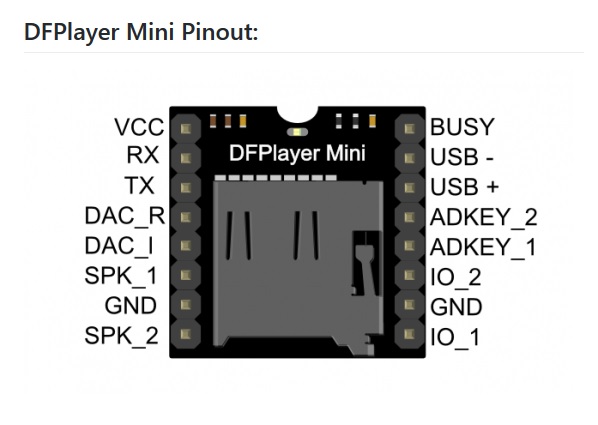 DFPlayer Mini Pinout:
VCC
RX
TX
DAC_R
DAC_I
SPK_1
GND
SPK_2
DFPlayer Mini
BUSY
USB -
USB +
ADKEY_2
ADKEY_1
IO_2
GND
IO_1